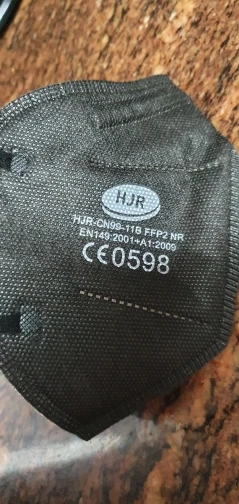 HJR
HJR-CN99-11B FFP2 NR
EN149:2001+A1:2009
CE0598